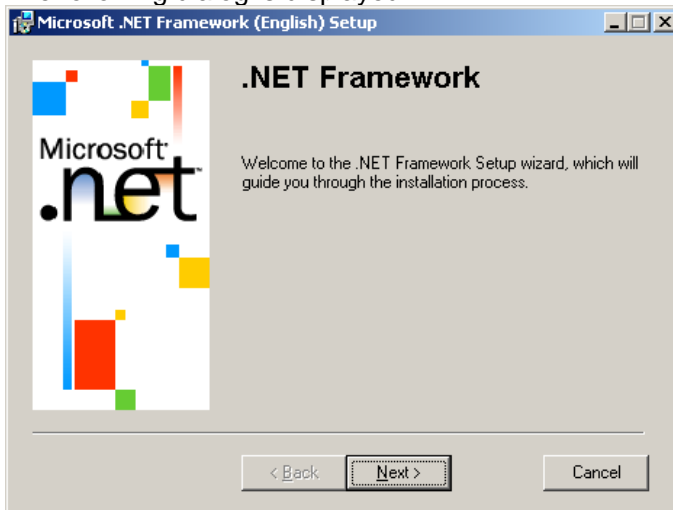 Microsoft .NET Framework (English) Setup
.NET Framework
Microsoft
.net
Welcome to the .NET Framework Setup wizard, which will
guide you through the installation process.
< Back
Next >
Cancel